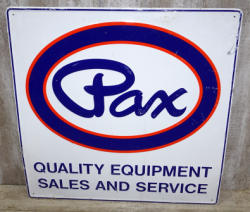 Pax
QUALITY EQUIPMENT
SALES AND SERVICE